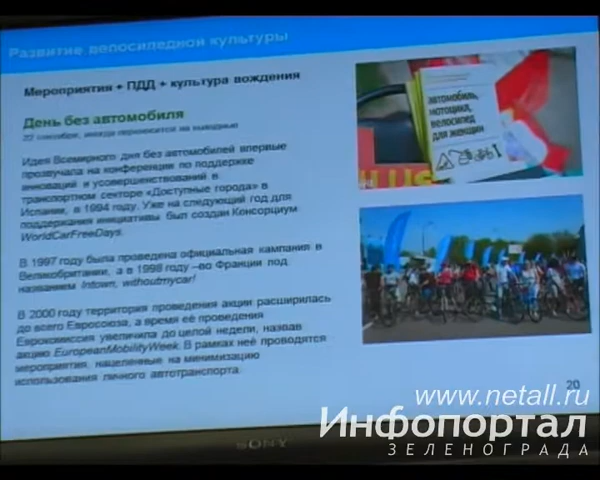 Развитие велосипедной культуры
Мероприятия + ПДД + культура вождения
День без автомобиля
22 сентября, иногда переносится на выходные
Идея Всемирного дня без автомобилей впервые
прозвучала на конференции по поддержке
инноваций и усовершенствований в
транспортном секторе «Доступные города» в
Испании, в 1994 году. Уже на следующий год для
поддержания инициативы был создан Консорциум
WorldCarFreeDays.
В 1997 году была проведена официальная кампания в
Великобритании, а в 1998 году –во Франции под
названием Intown, withoutmycar!
В 2000 году территория проведения акции расширилась
до всего Евросоюза, а время её проведения
Еврокомиссия увеличила до целой недели, назвав
акцию EuropeanMobilityWeek. В рамках неё проводятся
мероприятия, нацеленные на минимизацию
использования личного автотранспорта.
автомобиль,
мотоцикл,
велосипед
для женщин
20
SONY
www.netall.ru
Инфопортал
ЗЕЛЕНОГРАДА